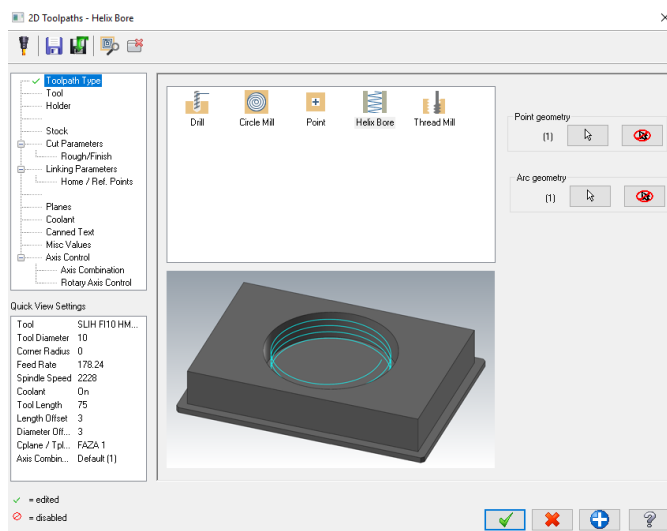 2D Toolpaths - Helix Bore
Toolpath Type
Tool
Holder
Stock
Cut Parameters
Rough/Finish
Linking Parameters
Home / Ref. Points
Planes
Coolant
Canned Text
Misc Values
Axis Control
Axis Combination
Rotary Axis Control
Drill
Circle Mill
Point
Helix Bore
Thread Mill
Point geometry
(1)
Arc geometry
(1)
Quick View Settings
Tool SLIH FI10 HM...
Tool Diameter 10
Corner Radius 0
Feed Rate 178.24
Spindle Speed 2228
Coolant On
Tool Length 75
Length Offset 3
Diameter Off... 3
Cplane / Tpl... FAZA 1
Axis Combin... Default (1)
= edited
= disabled